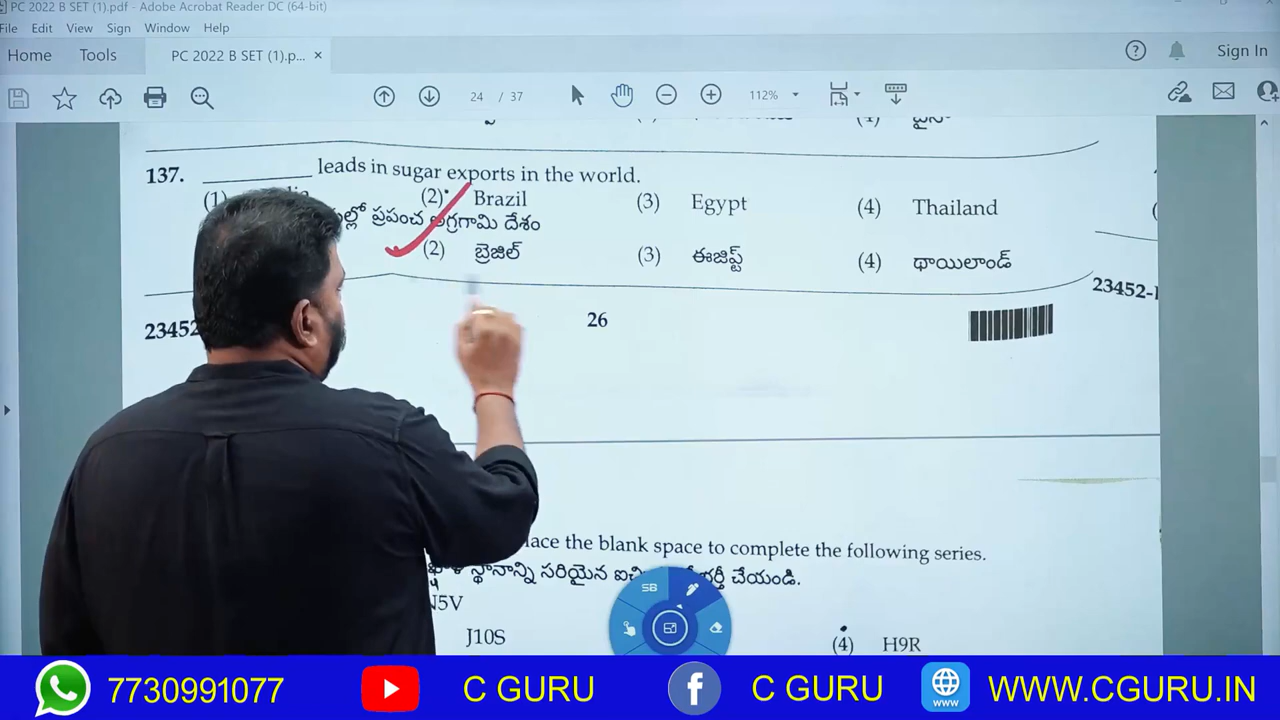 PC 2022 B SET (1).pdf - Adobe Acrobat Reader DC (64-bit)
File Edit View Sign Window Help
Home Tools PC 2022 B SET (1).p... × Sign In
24 / 37 112%
137. __________ leads in sugar exports in the world.
(1) (2) Brazil (3) Egypt (4) Thailand
ప్రపంచ అగ్రగామి దేశం
(2) బ్రెజిల్ (3) ఈజిప్ట్ (4) థాయిలాండ్
23452 26 23452-
the blank space to complete the following series.
స్థానాన్ని సరియైన చేయండి.
N5V
J10S (4) H9R
SB
7730991077 C GURU C GURU WWW.CGURU.IN